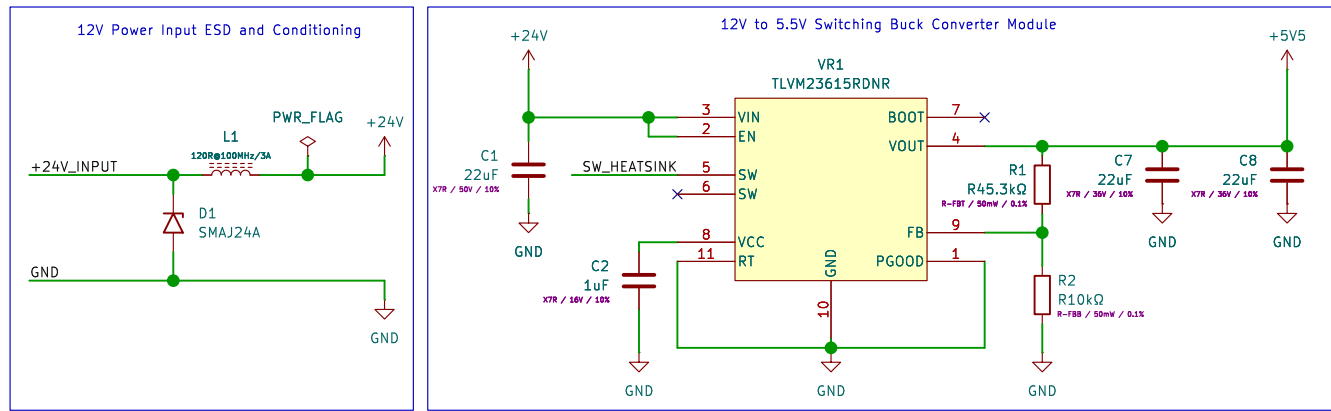 12V Power Input ESD and Conditioning
+24V_INPUT
L1
120R@100MHz/3A
PWR_FLAG
+24V
D1
SMAJ24A
GND
GND
12V to 5.5V Switching Buck Converter Module
+24V
C1
22uF
X7R / 50V / 10%
GND
SW_HEATSINK
C2
1uF
X7R / 16V / 10%
GND
VR1
TLVM23615RDNR
3 VIN
2 EN
5 SW
6 SW
8 VCC
11 RT
BOOT 7
VOUT 4
FB 9
PGOOD 1
GND
10
GND
R1
R45.3kΩ
R-FBT / 50mW / 0.1%
R2
R10kΩ
R-FBB / 50mW / 0.1%
GND
C7
22uF
X7R / 36V / 10%
GND
+5V5
C8
22uF
X7R / 36V / 10%
GND